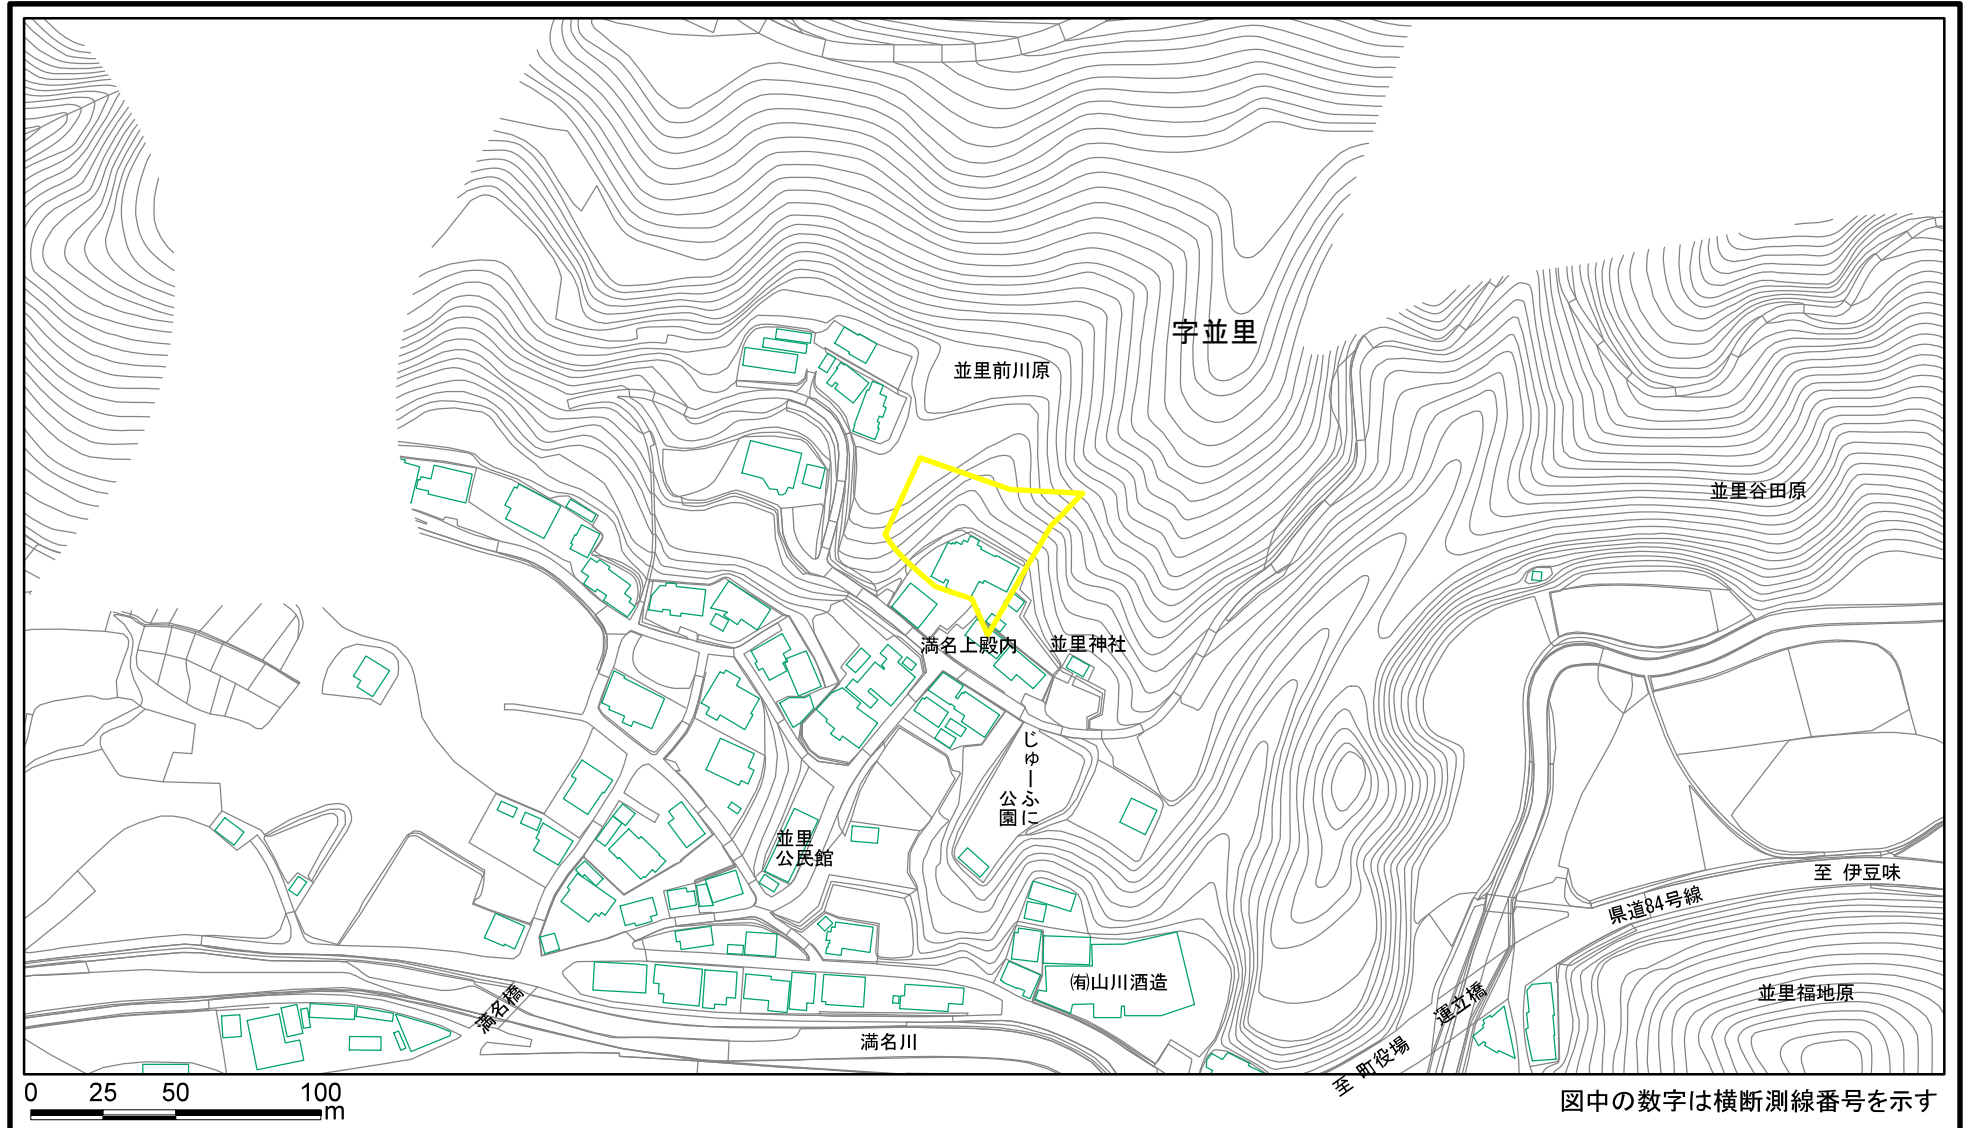 字並里
並里前川原
並里谷田原
満名上殿内
並里神社
じゅーふに
公園
並里
公民館
至 伊豆味
県道84号線
㈲山川酒造
並里福地原
満名橋
運立橋
満名川
至 町役場
0 25 50 100
m
図中の数字は横断測線番号を示す